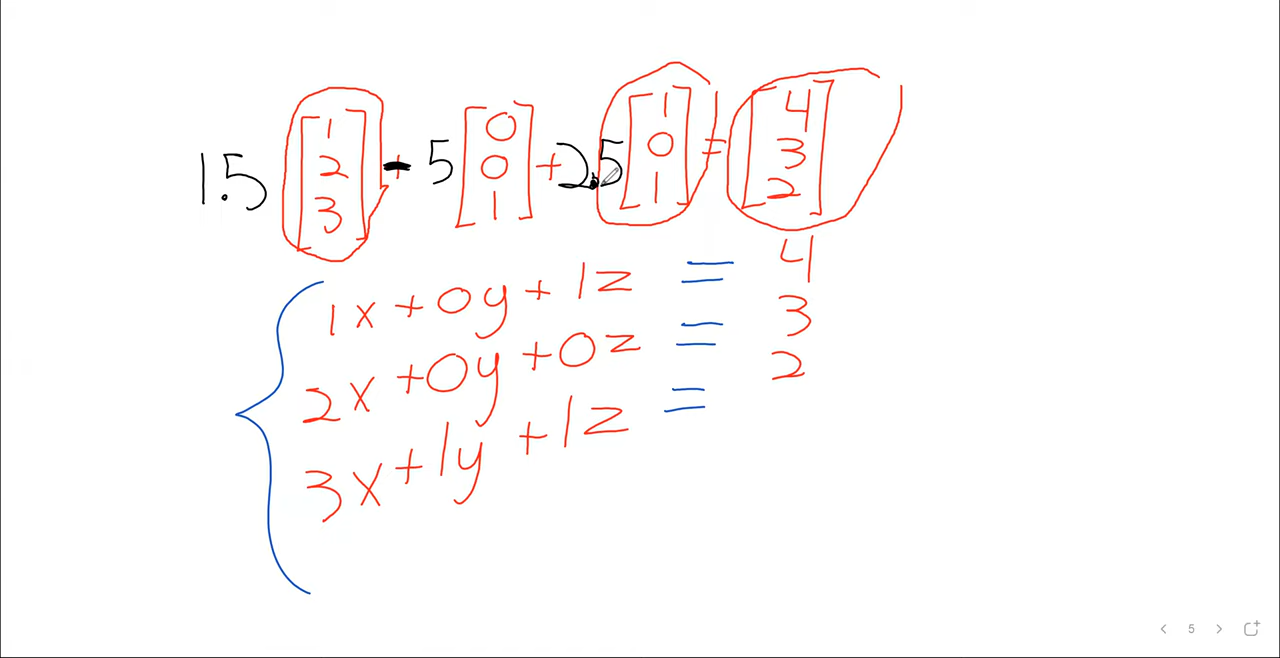 1.5 [1 2 3] - 5 [0 0 1] + 2.5 [1 0 1] = [4 3 2]
1x + 0y + 1z = 4
2x + 0y + 0z = 3
3x + 1y + 1z = 2
< 5 >